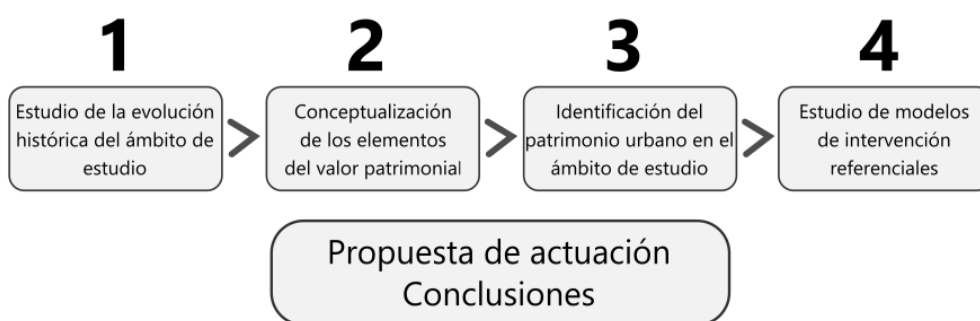 1
Estudio de la evolución
histórica del ámbito de
estudio
2
Conceptualización
de los elementos
del valor patrimonial
3
Identificación del
patrimonio urbano en el
ámbito de estudio
4
Estudio de modelos
de intervención
referenciales
Propuesta de actuación
Conclusiones